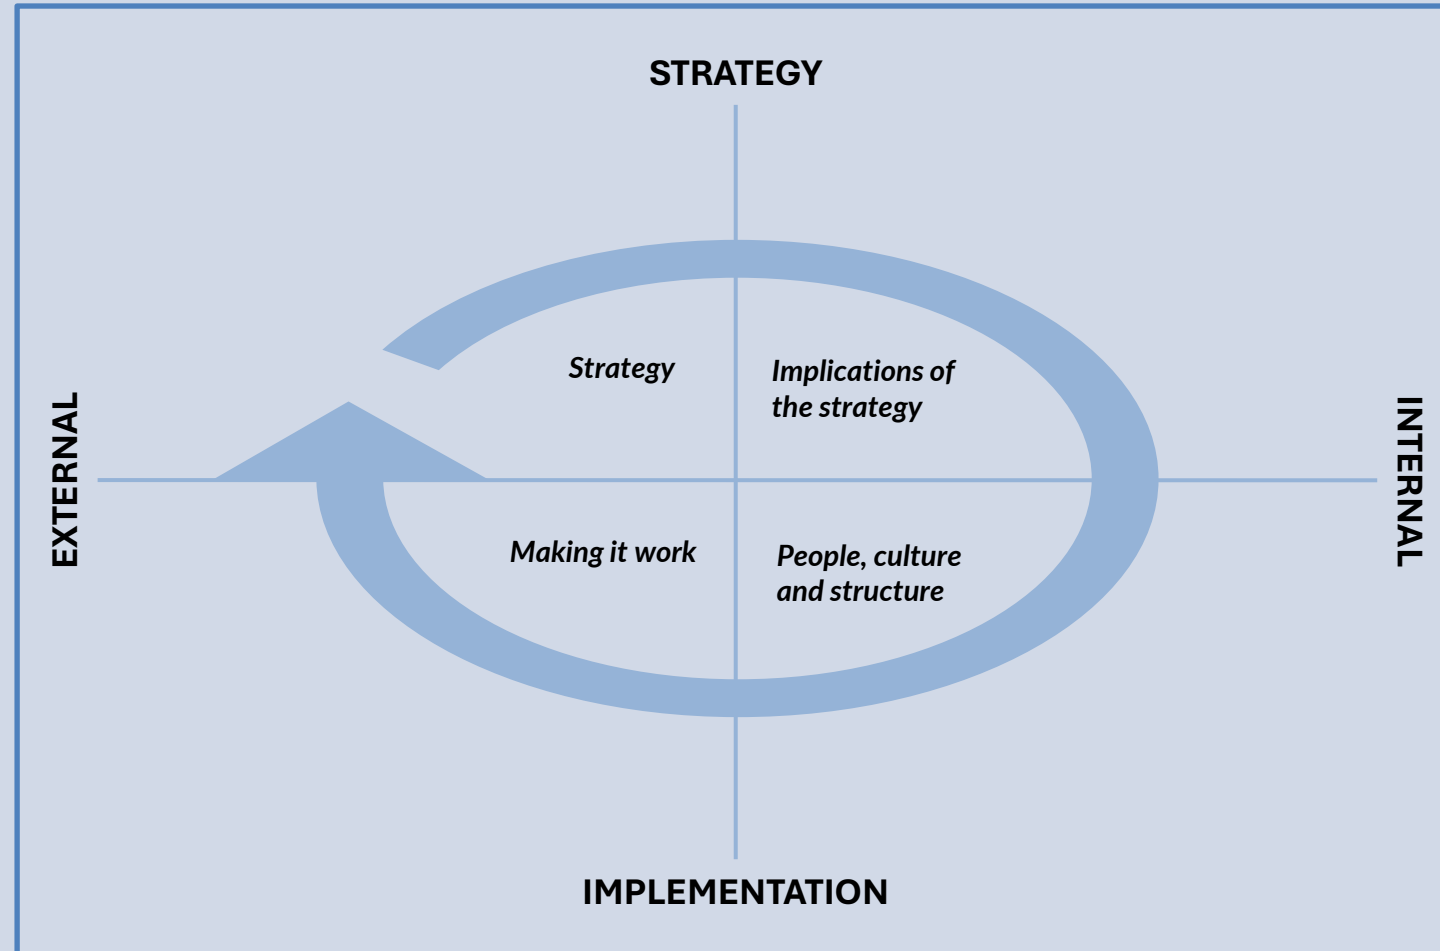 STRATEGY
Strategy
Implications of
the strategy
EXTERNAL
INTERNAL
Making it work
People, culture
and structure
IMPLEMENTATION